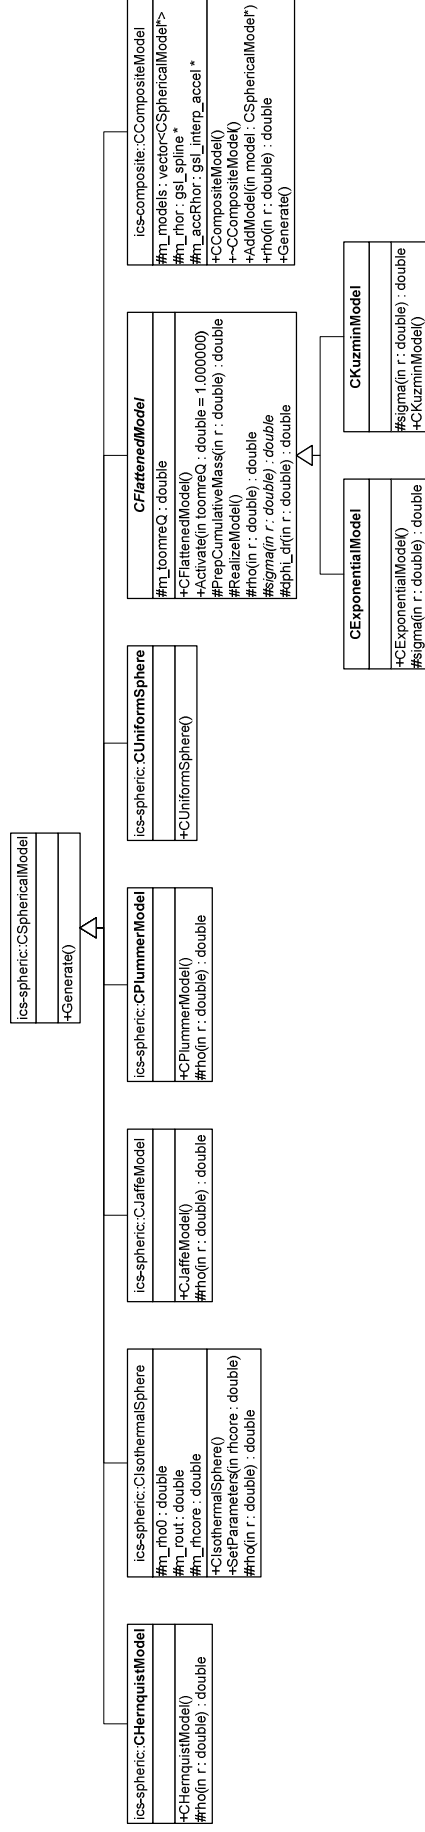 ics-spheric::CSphericalModel
+Generate()
ics-spheric::CHernquistModel
+CHernquistModel()
#rho(in r : double) : double
ics-spheric::CIsothermalSphere
#m_rho0 : double
#m_rout : double
#m_rhcore : double
+CIsothermalSphere()
+SetParameters(in rhcore : double)
#rho(in r : double) : double
ics-spheric::CJaffeModel
+CJaffeModel()
#rho(in r : double) : double
ics-spheric::CPlummerModel
+CPlummerModel()
#rho(in r : double) : double
ics-spheric::CUniformSphere
+CUniformSphere()
CFlattenedModel
#m_toomreQ : double
+CFlattenedModel()
+Activate(in toomreQ : double = 1.000000)
#PrepCumulativeMass(in r : double) : double
#RealizeModel()
#rho(in r : double) : double
#sigma(in r : double) : double
#dphi_dr(in r : double) : double
ics-composite::CCompositeModel
#m_models : vector<CSphericalModel*>
#m_rhor : gsl_spline *
#m_accRhor : gsl_interp_accel *
+CCompositeModel()
+~CCompositeModel()
+AddModel(in model : CSphericalModel*)
+rho(in r : double) : double
+Generate()
CExponentialModel
+CExponentialModel()
#sigma(in r : double) : double
CKuzminModel
#sigma(in r : double) : double
+CKuzminModel()